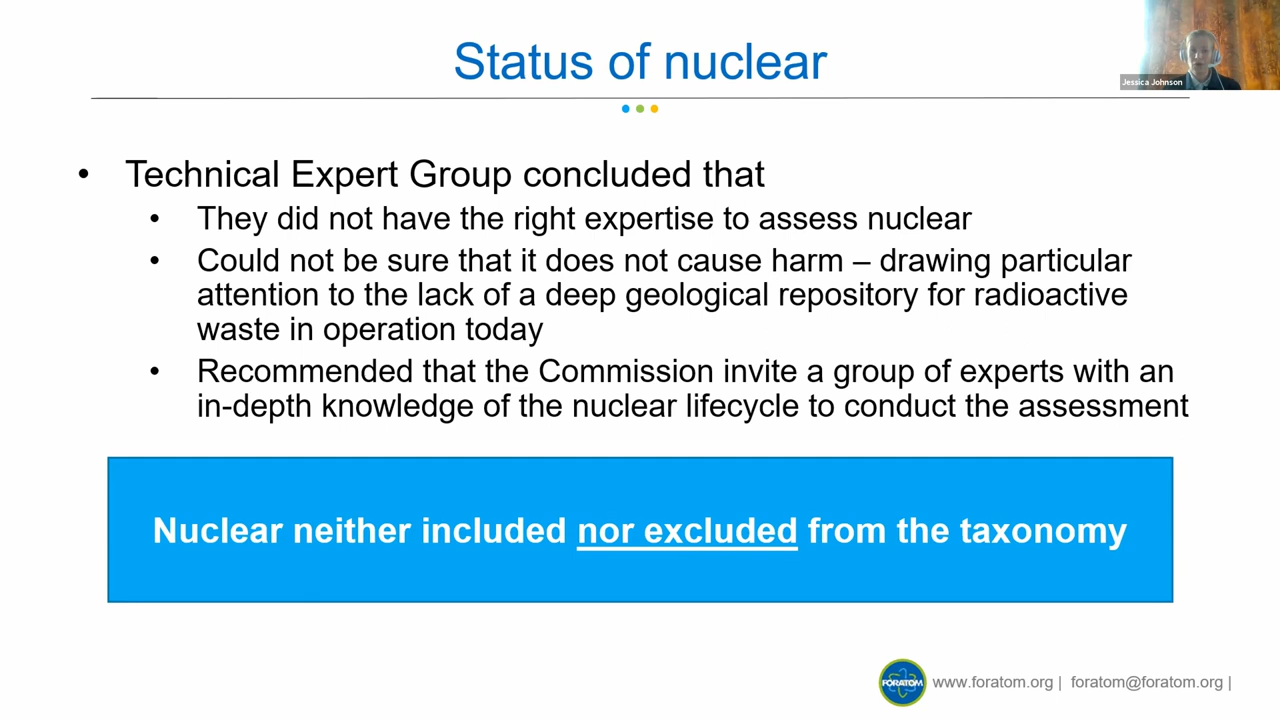 Status of nuclear
Jessica Johnson
• Technical Expert Group concluded that
• They did not have the right expertise to assess nuclear
• Could not be sure that it does not cause harm – drawing particular
attention to the lack of a deep geological repository for radioactive
waste in operation today
• Recommended that the Commission invite a group of experts with an
in-depth knowledge of the nuclear lifecycle to conduct the assessment
Nuclear neither included nor excluded from the taxonomy
FORATOM www.foratom.org | foratom@foratom.org |